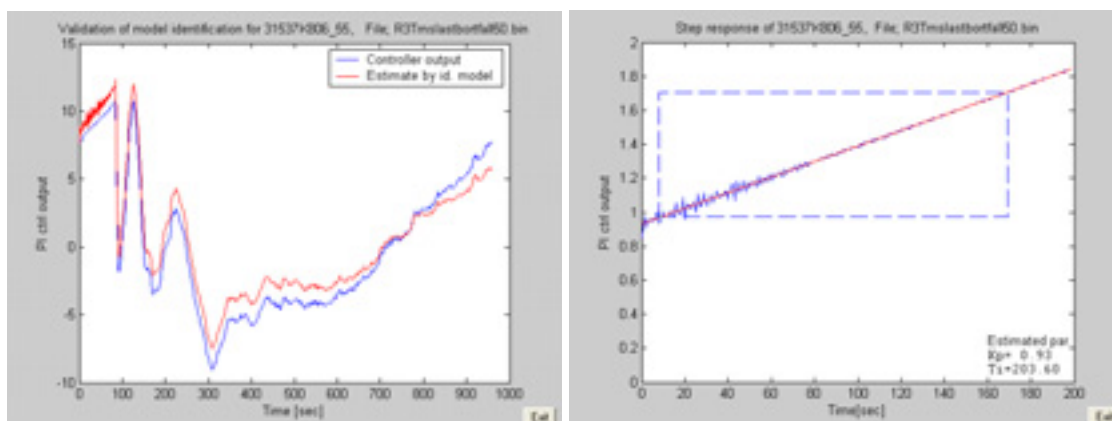 Validation of model identification for 31537K806_55, File; R3Tmslastbortfall50.bin
15
10
5
0
-5
-10
PI ctrl output
Controller output
Estimate by id. model
0 100 200 300 400 500 600 700 800 900 1000
Time [sec]
Exit
Step response of 31537K806_55, File; R3Tmslastbortfall50.bin
2
1.8
1.6
1.4
1.2
1
0.8
0.6
0.4
0.2
0
PI ctrl output
Estimated par.
Kp= 0.93
Ti=203.60
0 20 40 60 80 100 120 140 160 180 200
Time[sec]